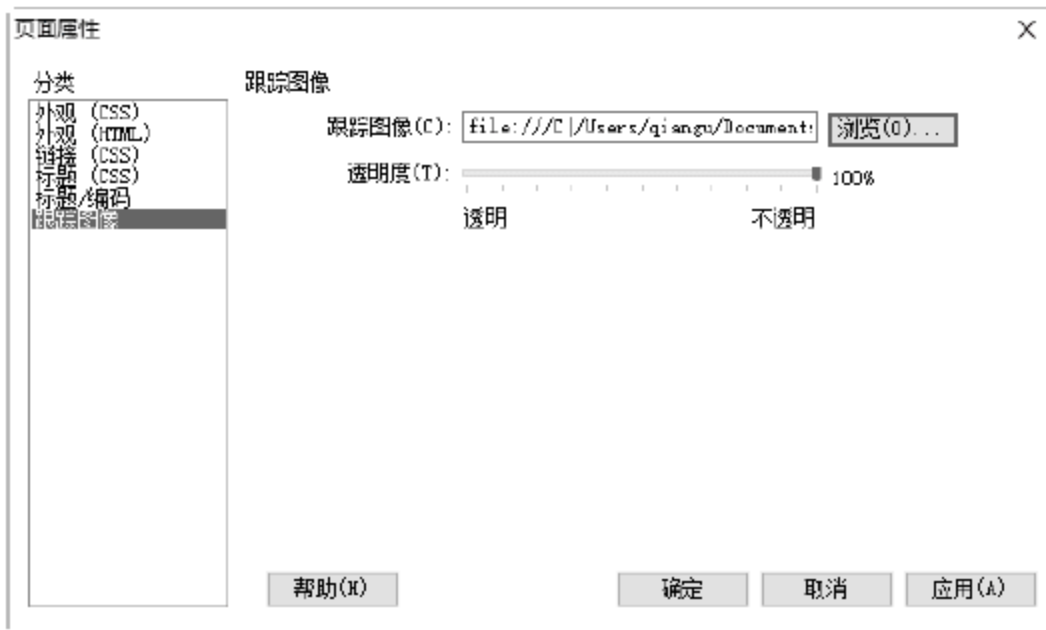 页面属性
分类
外观 (CSS)
外观 (HTML)
链接 (CSS)
标题 (CSS)
标题/编码
跟踪图像
跟踪图像
跟踪图像(C): file:///C|/Users/qiangu/Documents 浏览(O)...
透明度(T): 100%
透明 不透明
帮助(H) 确定 取消 应用(A)